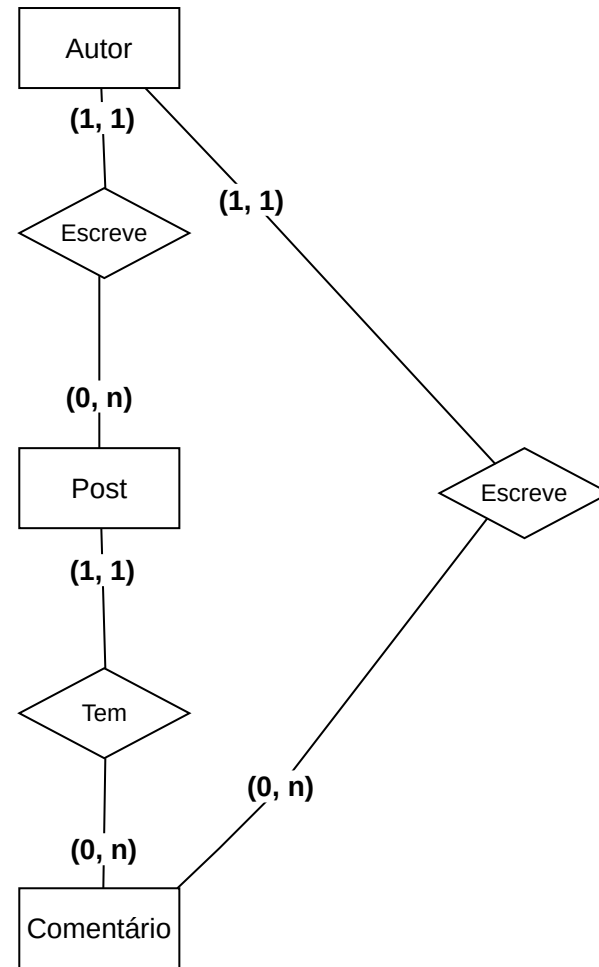 Autor
(1, 1)
(1, 1)
Escreve
(0, n)
Post
Escreve
(1, 1)
Tem
(0, n)
(0, n)
Comentário